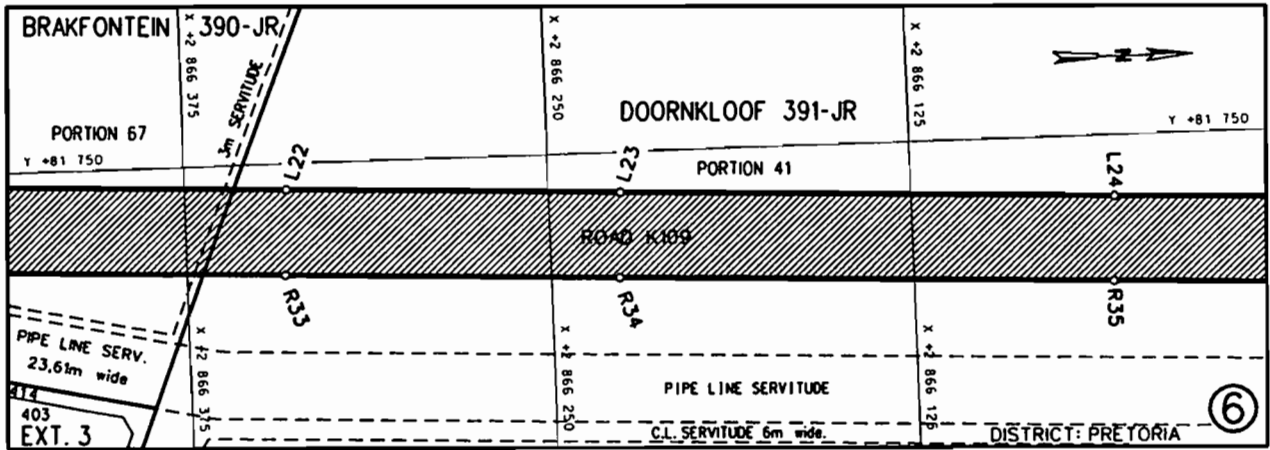 BRAKFONTEIN 390-JR
X +2 866 375
3m SERVITUDE
X +2 866 250
X +2 866 125
N
DOORNKLOOF 391-JR
PORTION 67
Y +81 750
Y +81 750
PORTION 41
L22
L23
L24
ROAD K109
R33
R34
R35
PIPE LINE SERV.
23,61m wide
X +2 866 375
X +2 866 250
X +2 866 125
PIPE LINE SERVITUDE
414
403
EXT. 3
C.L. SERVITUDE 6m wide.
DISTRICT: PRETORIA
6